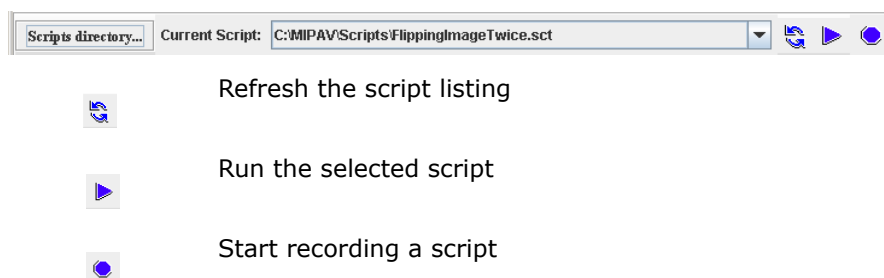 Scripts directory... Current Script: C:\MIPAV\Scripts\FlippingImageTwice.sct
Refresh the script listing
Run the selected script
Start recording a script